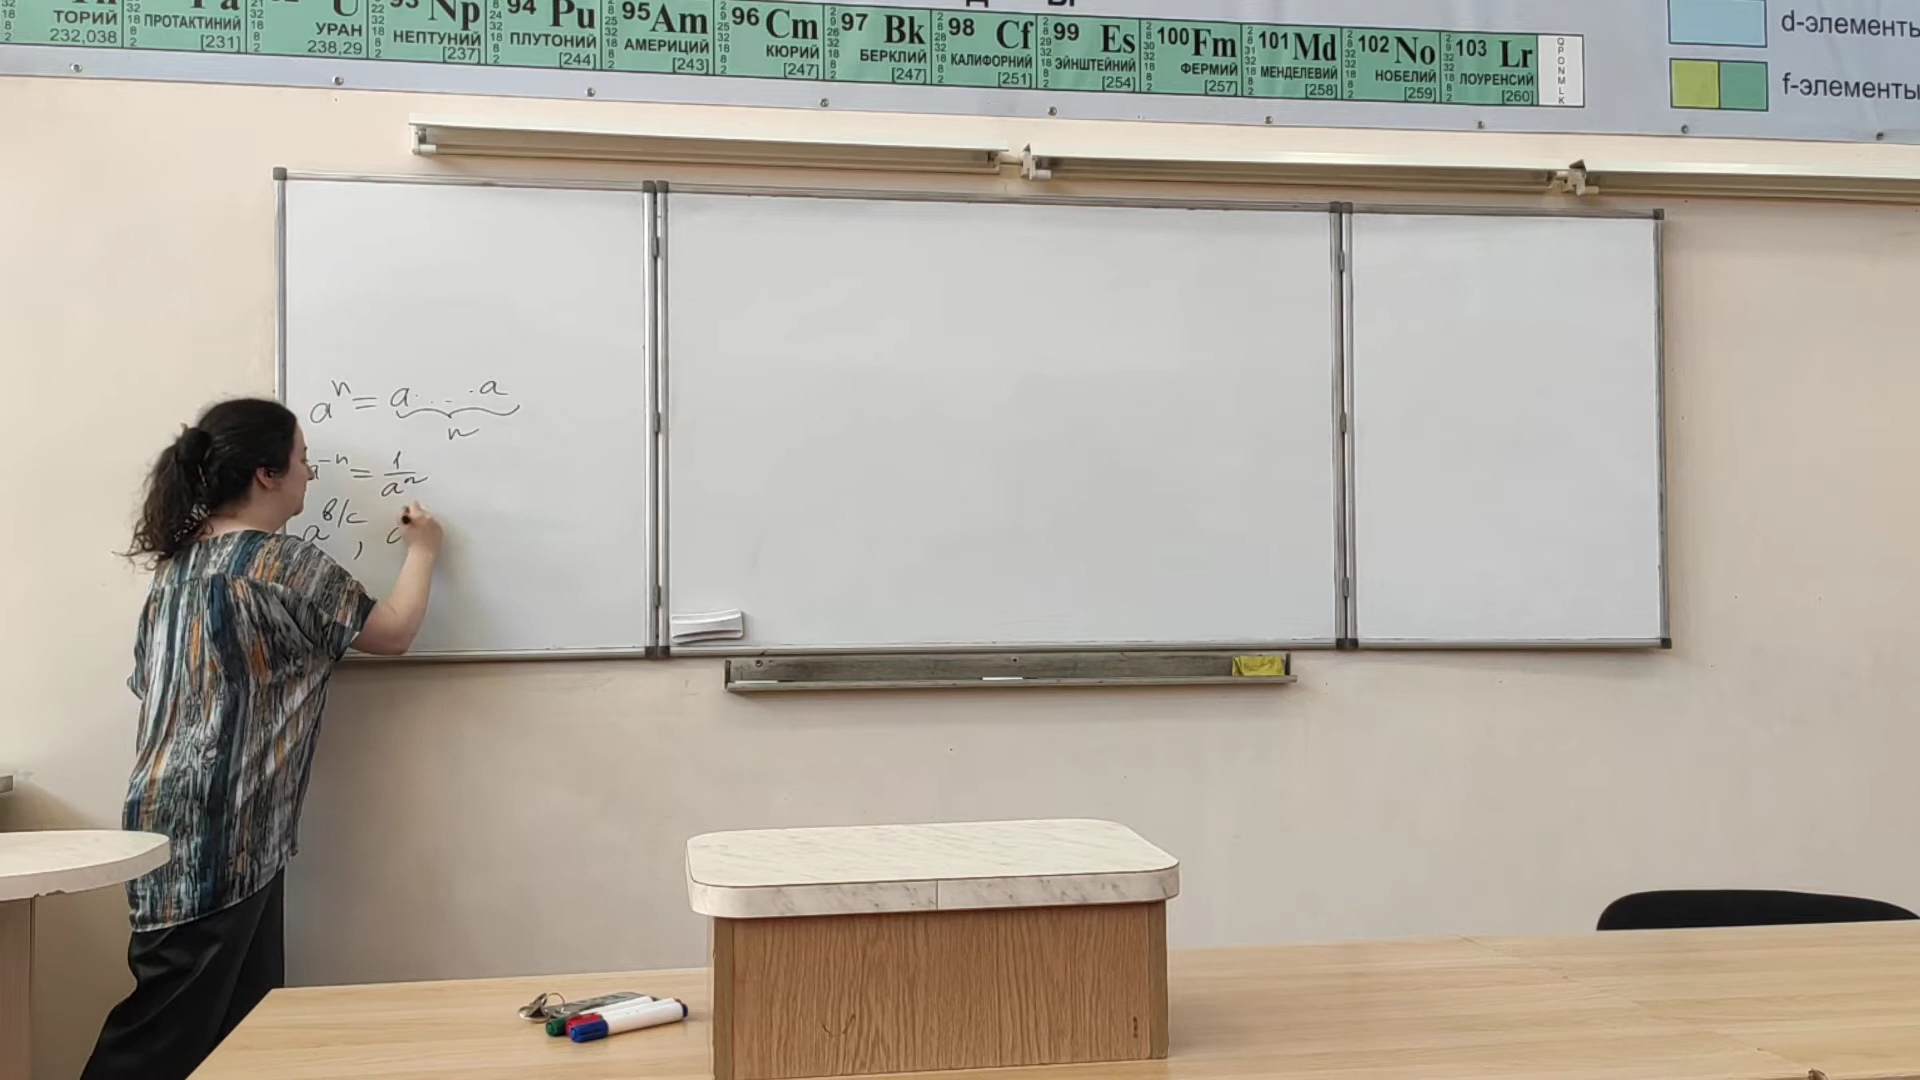 U 93 Np 94 Pu 95 Am 96 Cm 97 Bk 98 Cf 99 Es 100 Fm 101 Md 102 No 103 Lr
ТОРИЙ ПРОТАКТИНИЙ УРАН НЕПТУНИЙ ПЛУТОНИЙ АМЕРИЦИЙ КЮРИЙ БЕРКЛИЙ КАЛИФОРНИЙ ЭЙНШТЕЙНИЙ ФЕРМИЙ МЕНДЕЛЕВИЙ НОБЕЛИЙ ЛОУРЕНСИЙ
232,038 [231] 238,29 [237] [244] [243] [247] [247] [251] [254] [257] [258] [259] [260]
Q P O N M L K
d-элементы
f-элементы
aⁿ = a · ... · a
n
a⁻ⁿ = 1/aⁿ
a^в/с , c